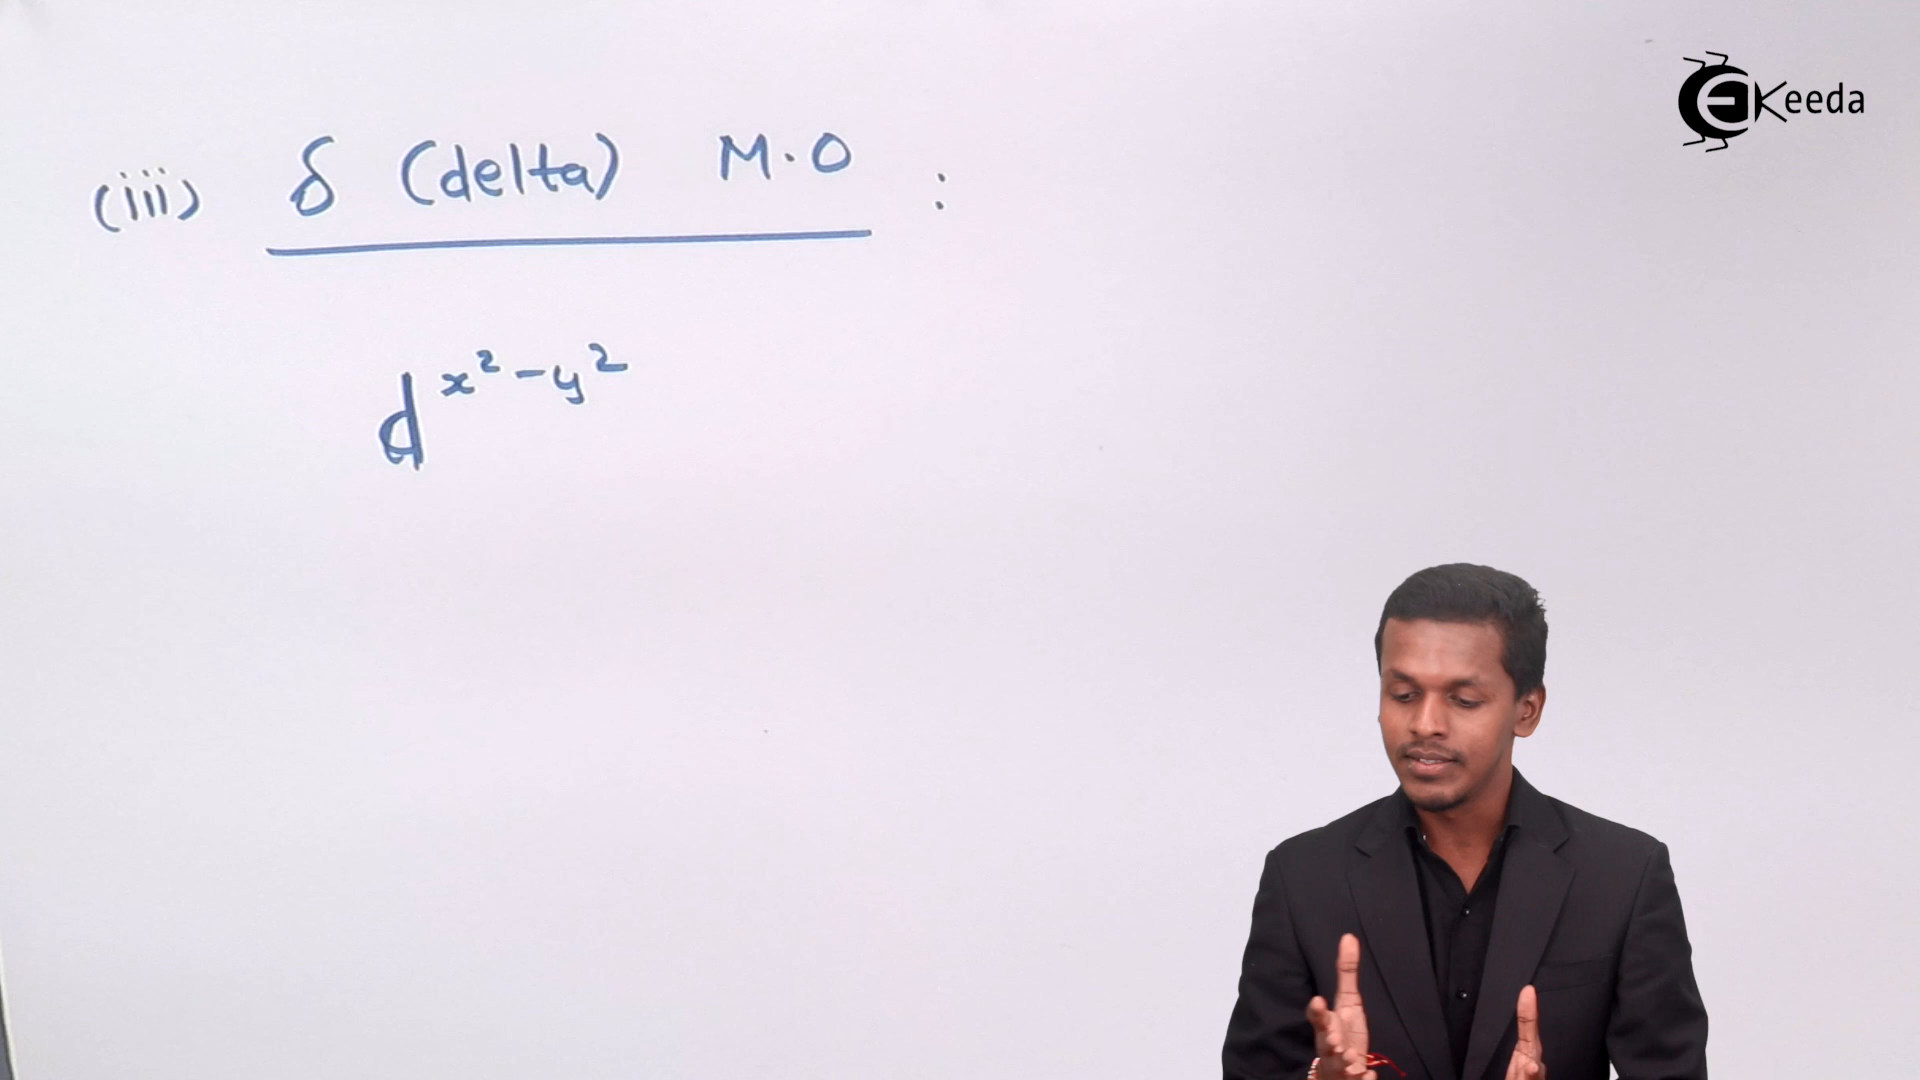 Keeda
(iii) δ (delta) M.O :
d^x²-y²